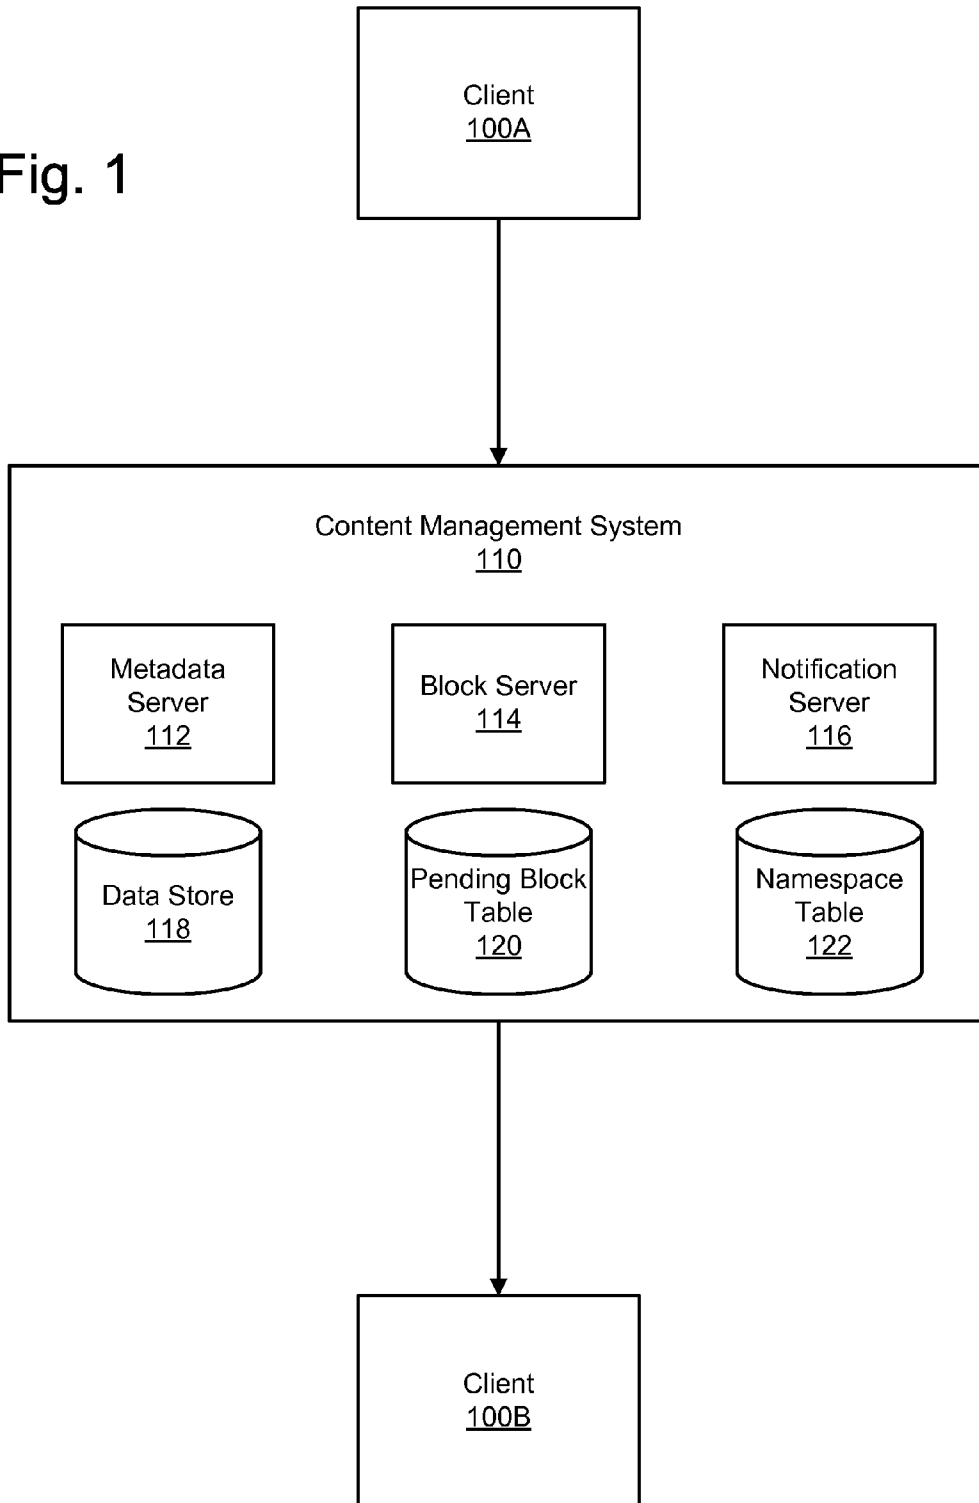 Client
100A
Fig. 1
Content Management System
110
Metadata
Server
112
Block Server
114
Notification
Server
116
Data Store
118
Pending Block
Table
120
Namespace
Table
122
Client
100B